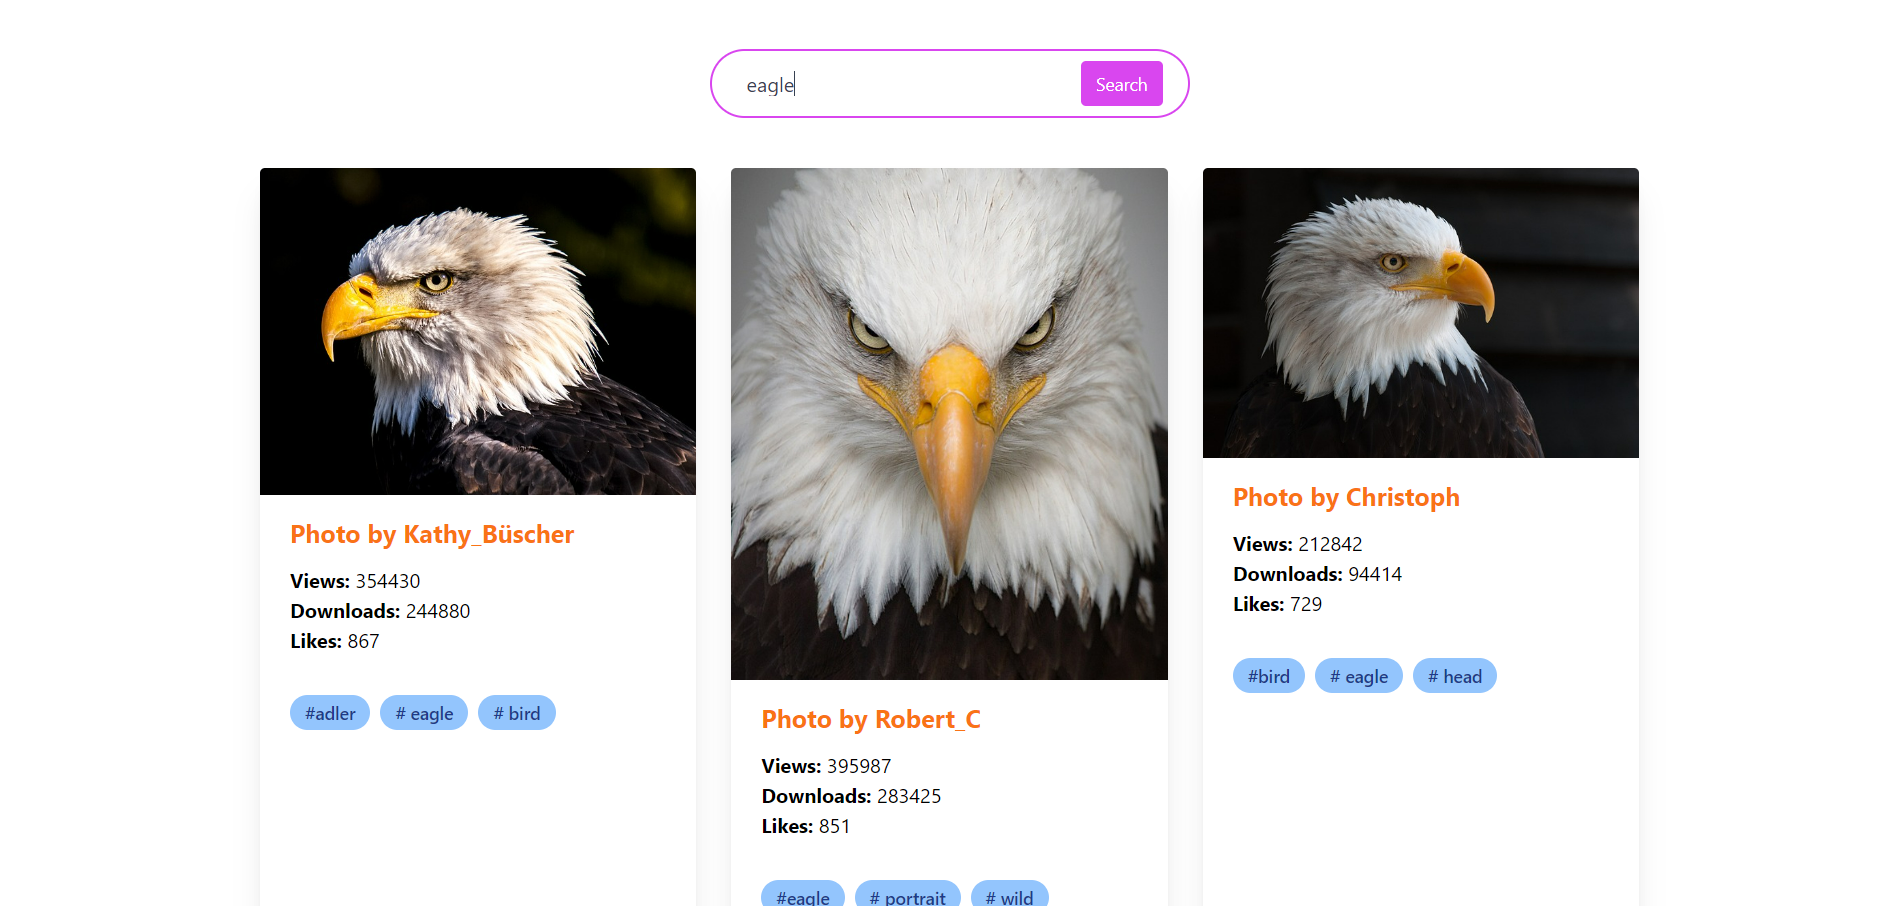 eagle
Search
Photo by Kathy_Büscher
Views: 354430
Downloads: 244880
Likes: 867
#adler # eagle # bird
Photo by Robert_C
Views: 395987
Downloads: 283425
Likes: 851
#eagle # portrait # wild
Photo by Christoph
Views: 212842
Downloads: 94414
Likes: 729
#bird # eagle # head